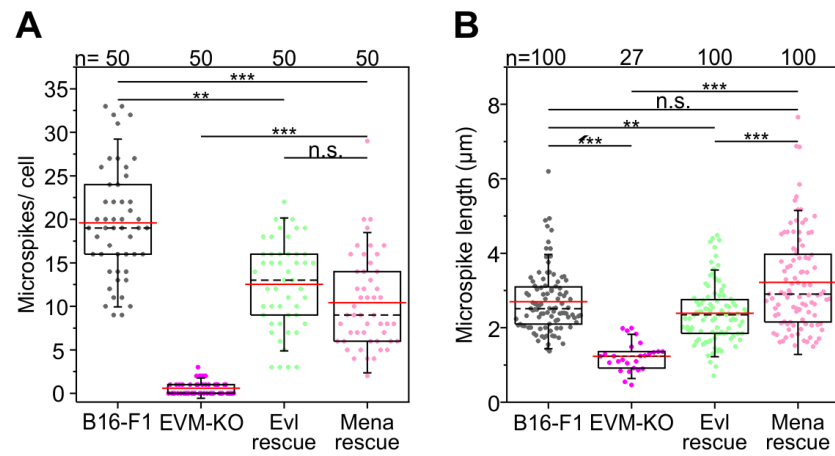 A
n= 50 50 50 50
***
**
***
n.s.
Microspikes/ cell
35
30
25
20
15
10
5
0
B16-F1 EVM-KO Evl rescue Mena rescue
B
n=100 27 100 100
***
n.s.
**
***
***
Microspike length (µm)
8
6
4
2
0
B16-F1 EVM-KO Evl rescue Mena rescue